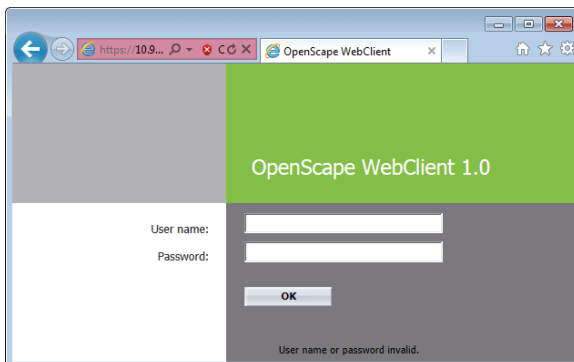 https://10.9...
OpenScape WebClient
OpenScape WebClient 1.0
User name:
Password:
OK
User name or password invalid.